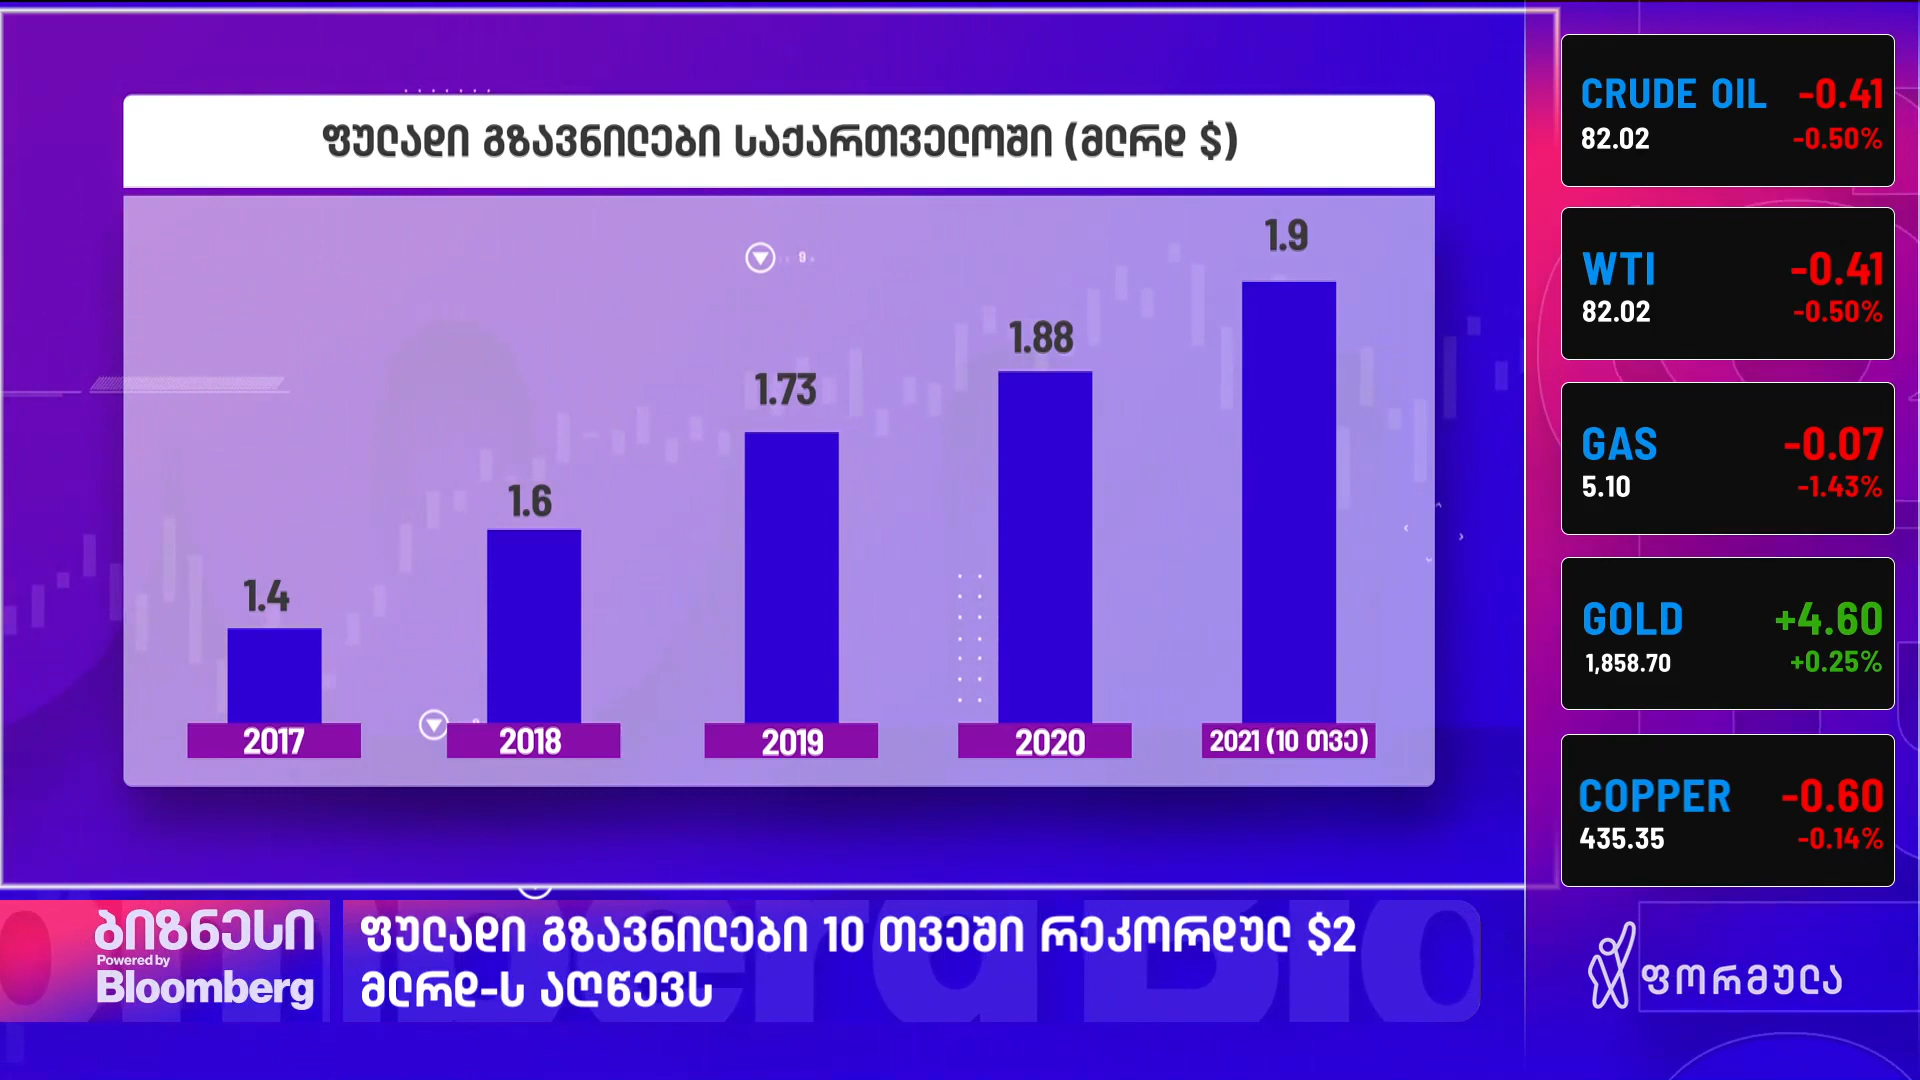 ფულადი გზავნილები საქართველოში (მლრდ $)
1.4
1.6
1.73
1.88
1.9
2017
2018
2019
2020
2021 (10 თვე)
CRUDE OIL -0.41
82.02 -0.50%
WTI -0.41
82.02 -0.50%
GAS -0.07
5.10 -1.43%
GOLD +4.60
1,858.70 +0.25%
COPPER -0.60
435.35 -0.14%
ბიზნესი
Powered by
Bloomberg
ფულადი გზავნილები 10 თვეში რეკორდულ $2
მლრდ-ს აღწევს
ფორმულა